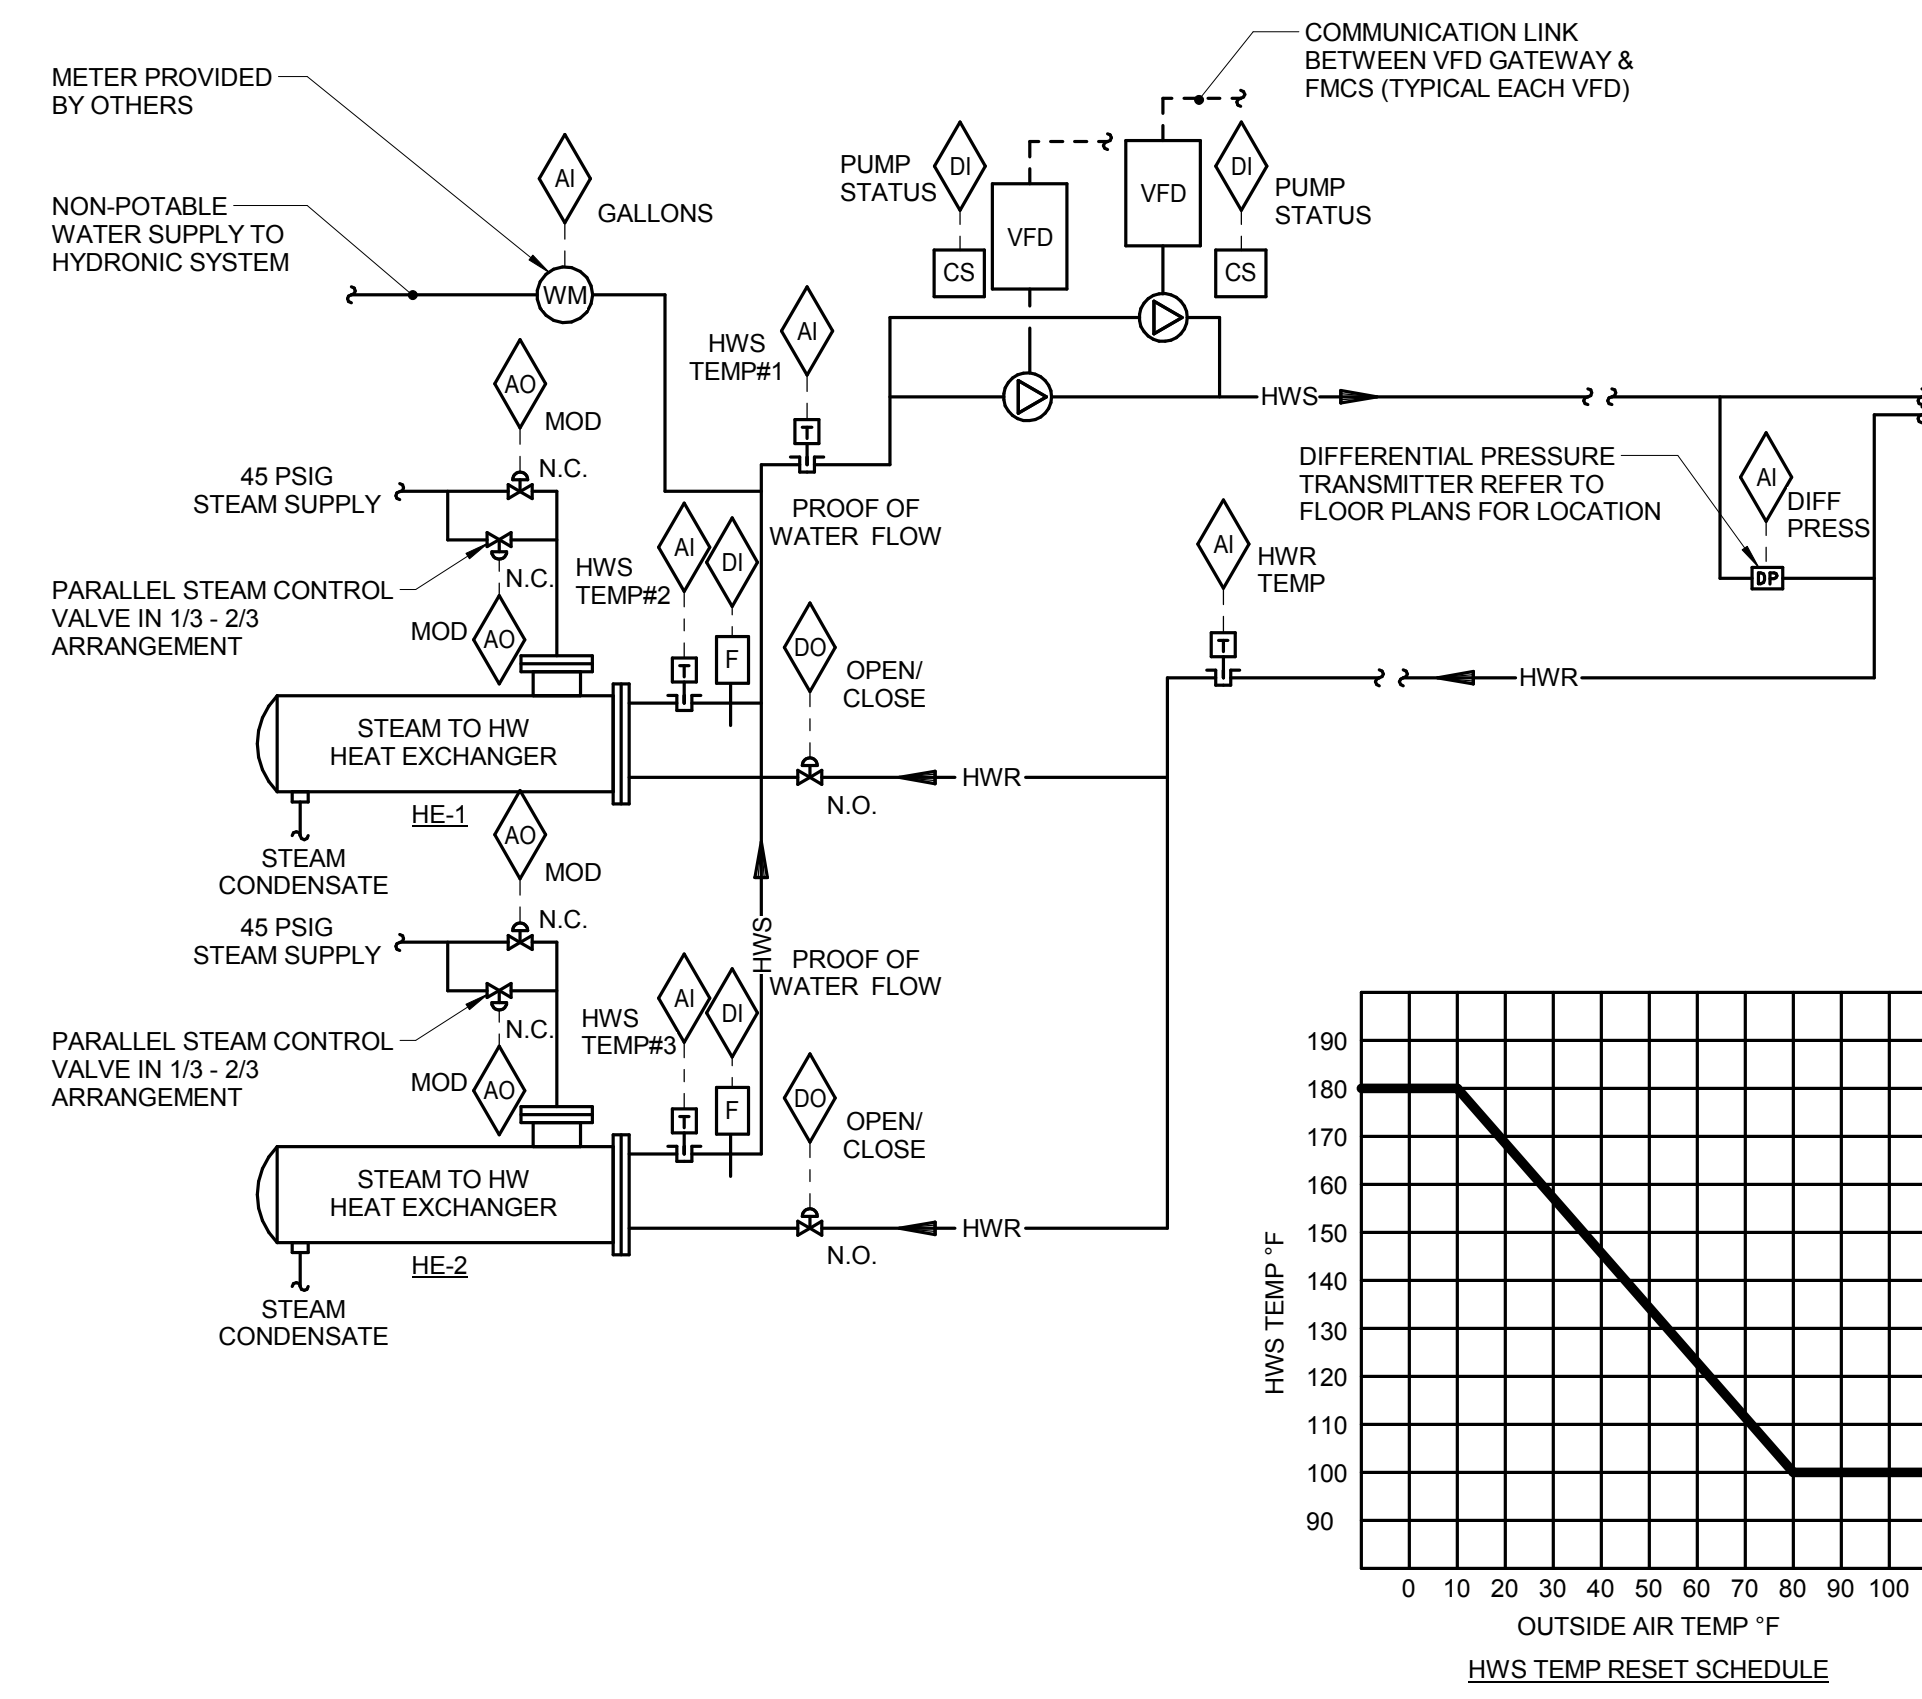 COMMUNICATION LINK
BETWEEN VFD GATEWAY &
FMCS (TYPICAL EACH VFD)
METER PROVIDED
BY OTHERS
AI
GALLONS
NON-POTABLE
WATER SUPPLY TO
HYDRONIC SYSTEM
WM
PUMP
STATUS
DI
CS
VFD
VFD
DI
CS
PUMP
STATUS
HWS
TEMP#1
AI
T
HWS
AO
MOD
N.C.
45 PSIG
STEAM SUPPLY
N.C.
MOD
AO
PARALLEL STEAM CONTROL
VALVE IN 1/3 - 2/3
ARRANGEMENT
HWS
TEMP#2
AI
T
DI
F
PROOF OF
WATER FLOW
DIFFERENTIAL PRESSURE
TRANSMITTER REFER TO
FLOOR PLANS FOR LOCATION
AI
DIFF
PRESS
DP
AI
HWR
TEMP
T
HWR
DO
OPEN/
CLOSE
N.O.
HWR
STEAM TO HW
HEAT EXCHANGER
HE-1
STEAM
CONDENSATE
AO
MOD
N.C.
45 PSIG
STEAM SUPPLY
N.C.
MOD
AO
PARALLEL STEAM CONTROL
VALVE IN 1/3 - 2/3
ARRANGEMENT
HWS
HWS
TEMP#3
AI
T
DI
F
PROOF OF
WATER FLOW
DO
OPEN/
CLOSE
N.O.
HWR
STEAM TO HW
HEAT EXCHANGER
HE-2
STEAM
CONDENSATE
HWS TEMP °F
190
180
170
160
150
140
130
120
110
100
90
0 10 20 30 40 50 60 70 80 90 100
OUTSIDE AIR TEMP °F
HWS TEMP RESET SCHEDULE